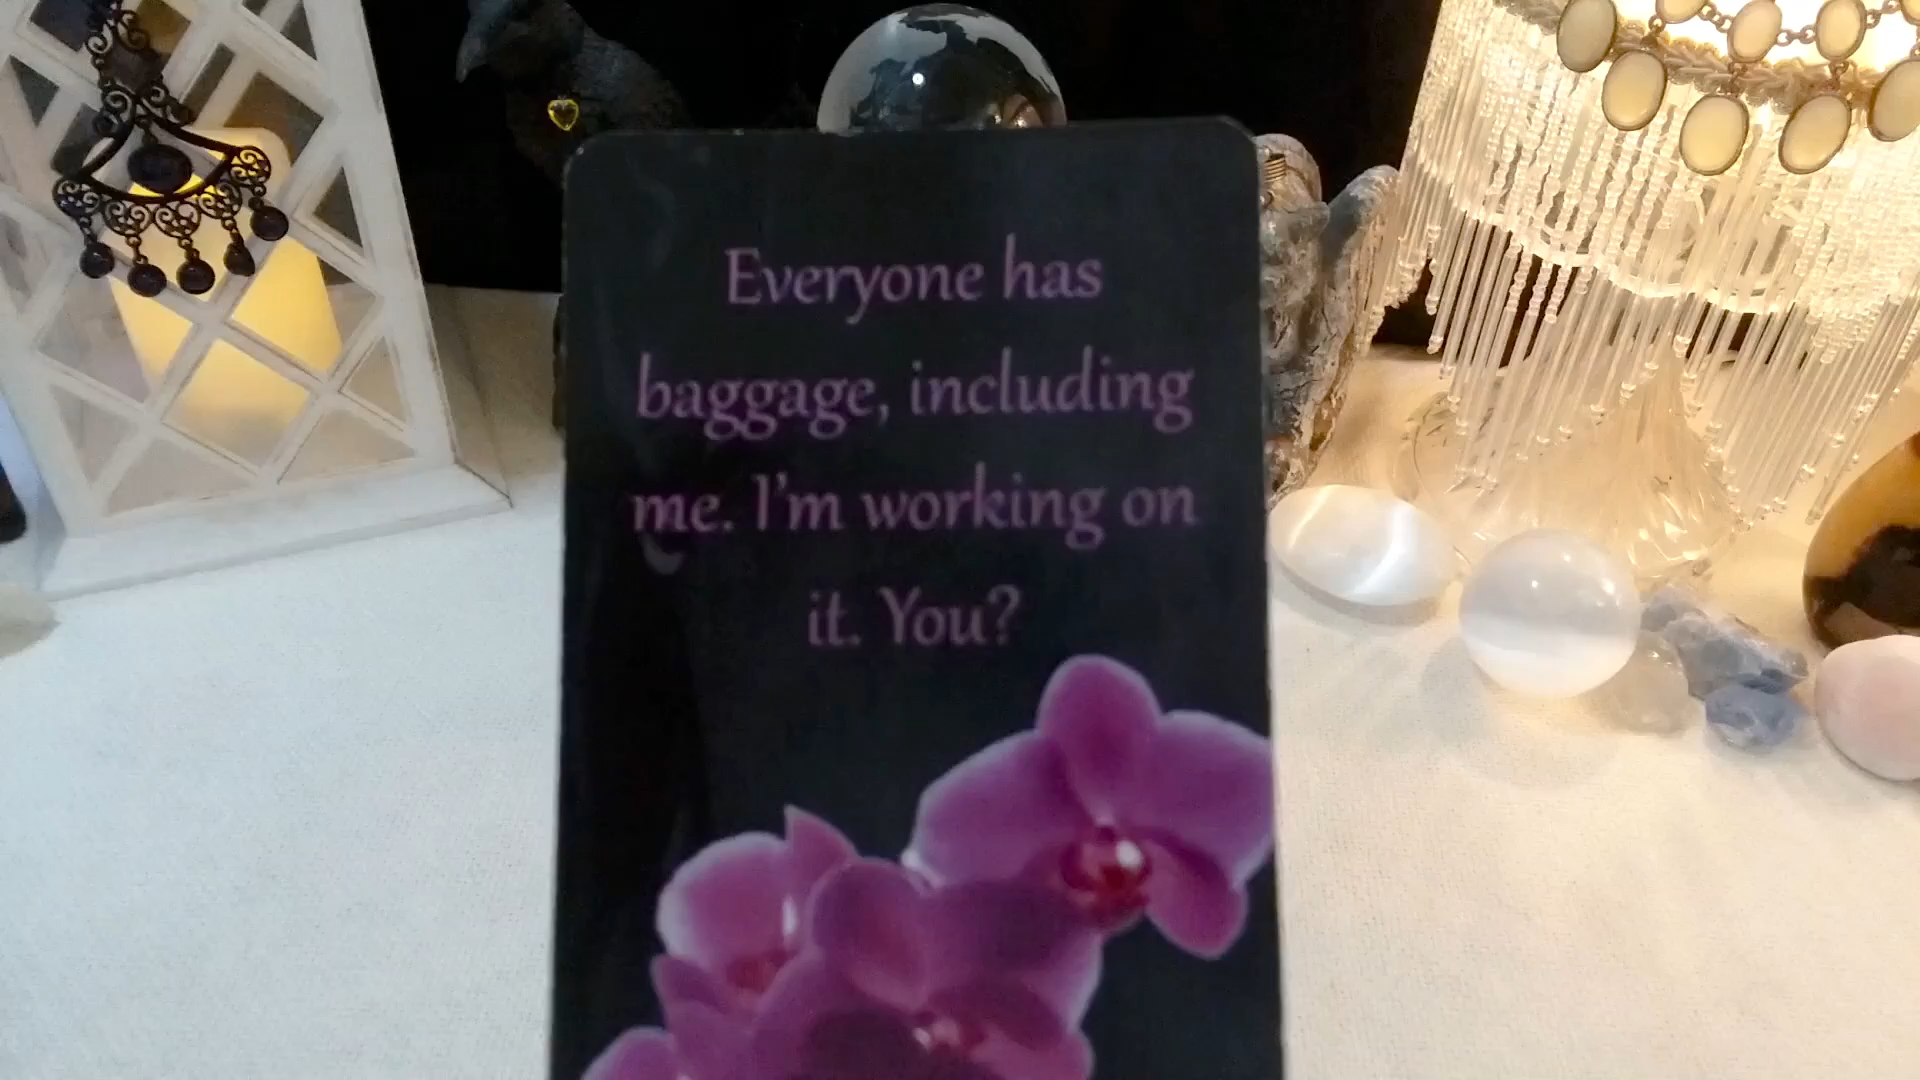 Everyone has
baggage, including
me. I'm working on
it. You?